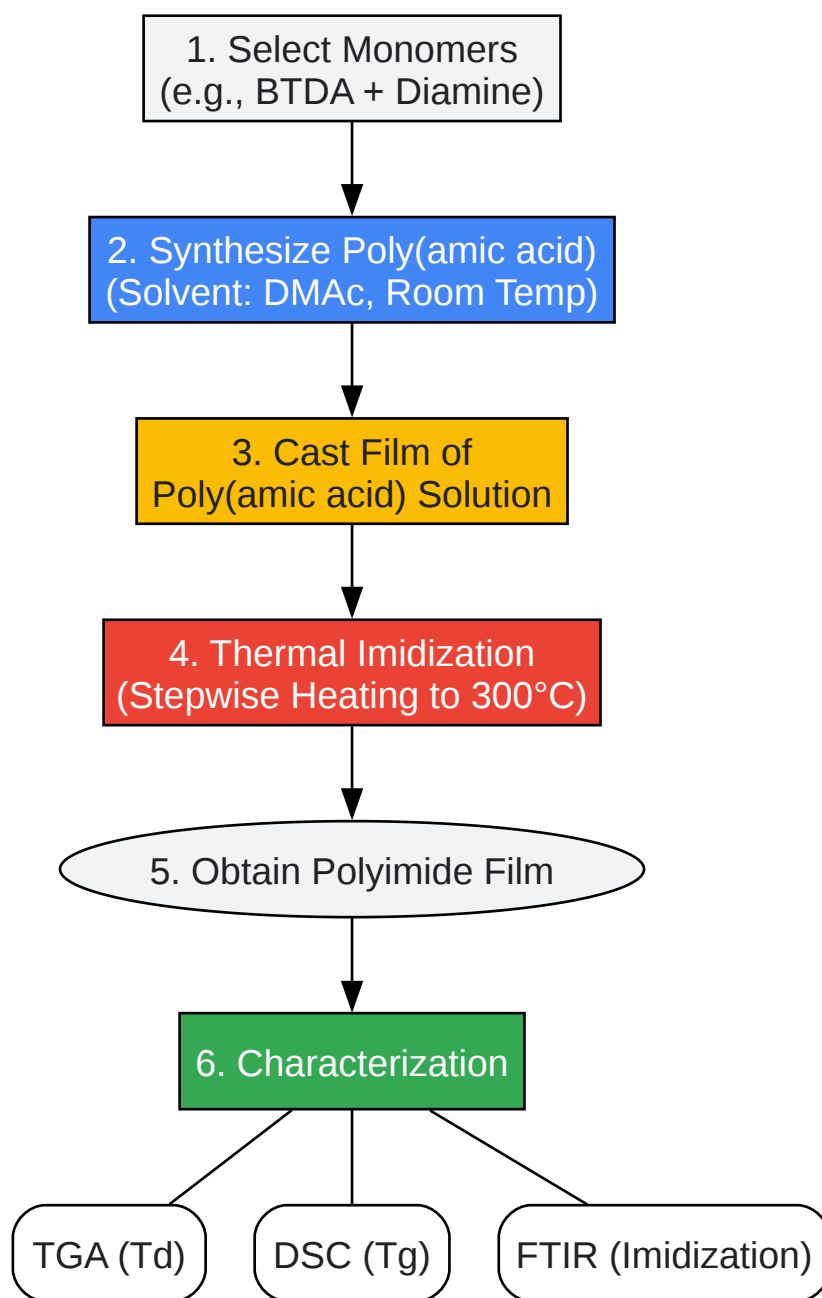 1. Select Monomers
(e.g., BTDA + Diamine)
2. Synthesize Poly(amic acid)
(Solvent: DMAc, Room Temp)
3. Cast Film of
Poly(amic acid) Solution
4. Thermal Imidization
(Stepwise Heating to 300°C)
5. Obtain Polyimide Film
6. Characterization
TGA (Td)
DSC (Tg)
FTIR (Imidization)